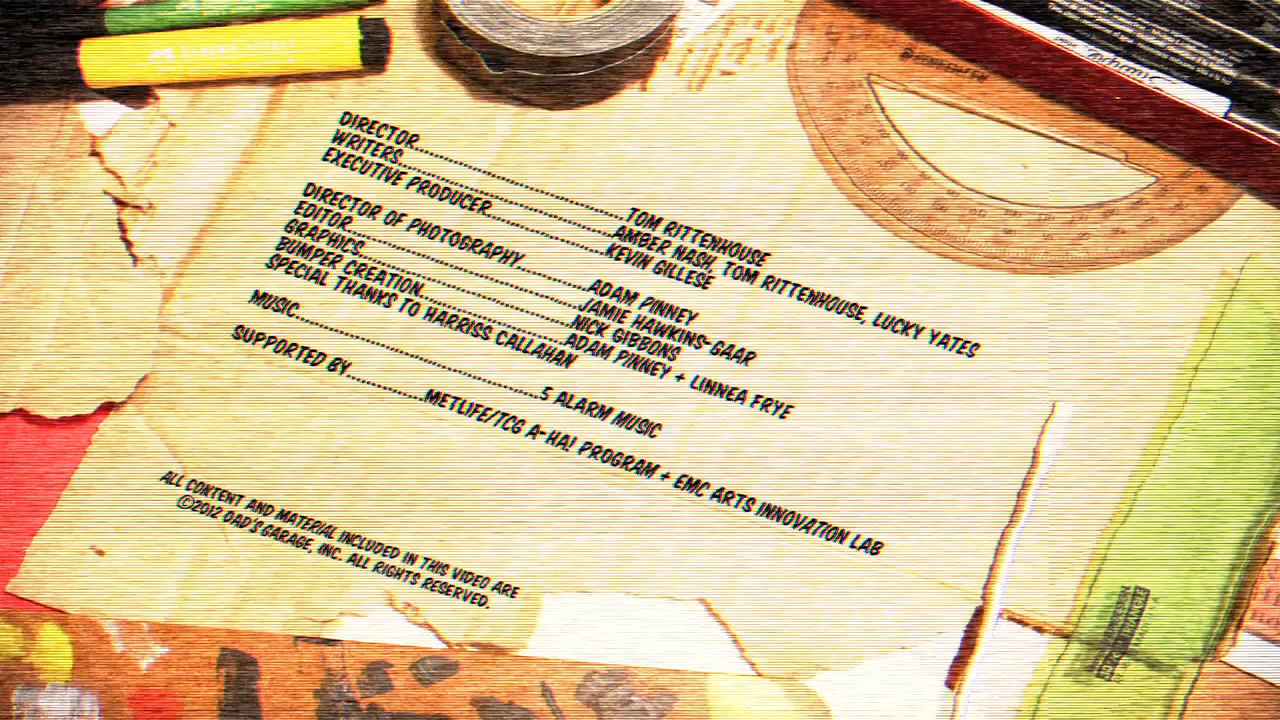 DIRECTOR..............................TOM RITTENHOUSE
WRITERS..............................AMBER NASH, TOM RITTENHOUSE, LUCKY YATES
EXECUTIVE PRODUCER..................KEVIN GILLESE
DIRECTOR OF PHOTOGRAPHY..........ADAM PINNEY
EDITOR..............................JAMIE HAWKINS-GAAR
GRAPHICS..............................NICK GIBBONS
BUMPER CREATION....................ADAM PINNEY + LINNEA FRYE
SPECIAL THANKS TO HARRISS CALLAHAN
MUSIC..............................5 ALARM MUSIC
SUPPORTED BY............METLIFE/TCG A-HA! PROGRAM + EMC ARTS INNOVATION LAB
ALL CONTENT AND MATERIAL INCLUDED IN THIS VIDEO ARE
©2012 DAD'S GARAGE, INC. ALL RIGHTS RESERVED.